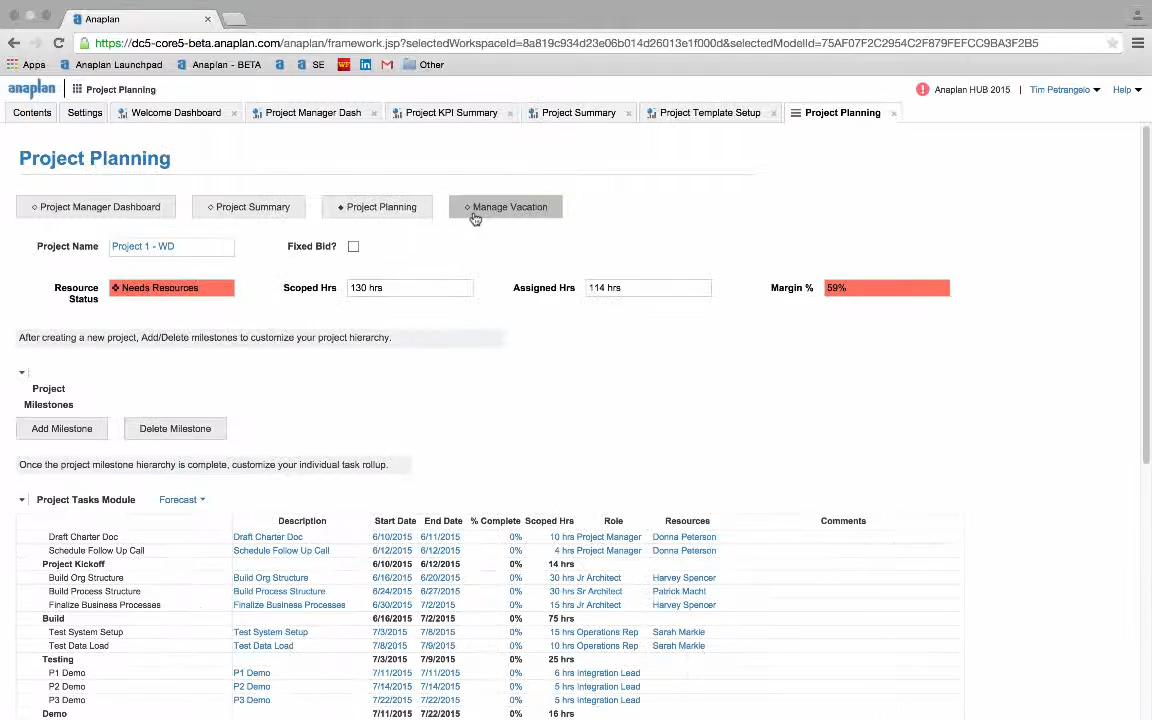 Anaplan
https://dc5-core5-beta.anaplan.com/anaplan/framework.jsp?selectedWorkspaceId=8a819c934d23e06b014d26013e1f000d&selectedModelId=75AF07F2C2954C2F879FEFCC9BA3F2B5
Apps Anaplan Launchpad Anaplan - BETA SE WF Other
anaplan Project Planning Anaplan HUB 2015 Tim Petrangelo Help
Contents Settings Welcome Dashboard Project Manager Dash Project KPI Summary Project Summary Project Template Setup Project Planning
Project Planning
Project Manager Dashboard Project Summary Project Planning Manage Vacation
Project Name Project 1 - WD Fixed Bid?
Resource Status Needs Resources Scoped Hrs 130 hrs Assigned Hrs 114 hrs Margin % 59%
After creating a new project, Add/Delete milestones to customize your project hierarchy.
Project
Milestones
Add Milestone Delete Milestone
Once the project milestone hierarchy is complete, customize your individual task rollup.
Project Tasks Module Forecast
Description Start Date End Date % Complete Scoped Hrs Role Resources Comments
Draft Charter Doc Draft Charter Doc 6/10/2015 6/11/2015 0% 10 hrs Project Manager Donna Peterson
Schedule Follow Up Call Schedule Follow Up Call 6/12/2015 6/12/2015 0% 4 hrs Project Manager Donna Peterson
Project Kickoff 6/10/2015 6/12/2015 0% 14 hrs
Build Org Structure Build Org Structure 6/16/2015 6/20/2015 0% 30 hrs Jr Architect Harvey Spencer
Build Process Structure Build Process Structure 6/24/2015 6/27/2015 0% 30 hrs Sr Architect Patrick Macht
Finalize Business Processes Finalize Business Processes 6/30/2015 7/2/2015 0% 15 hrs Jr Architect Harvey Spencer
Build 6/16/2015 7/2/2015 0% 75 hrs
Test System Setup Test System Setup 7/3/2015 7/8/2015 0% 15 hrs Operations Rep Sarah Markle
Test Data Load Test Data Load 7/8/2015 7/9/2015 0% 10 hrs Operations Rep Sarah Markle
Testing 7/3/2015 7/9/2015 0% 25 hrs
P1 Demo P1 Demo 7/11/2015 7/11/2015 0% 6 hrs Integration Lead
P2 Demo P2 Demo 7/14/2015 7/14/2015 0% 5 hrs Integration Lead
P3 Demo P3 Demo 7/22/2015 7/22/2015 0% 5 hrs Integration Lead
Demo 7/11/2015 7/22/2015 0% 16 hrs